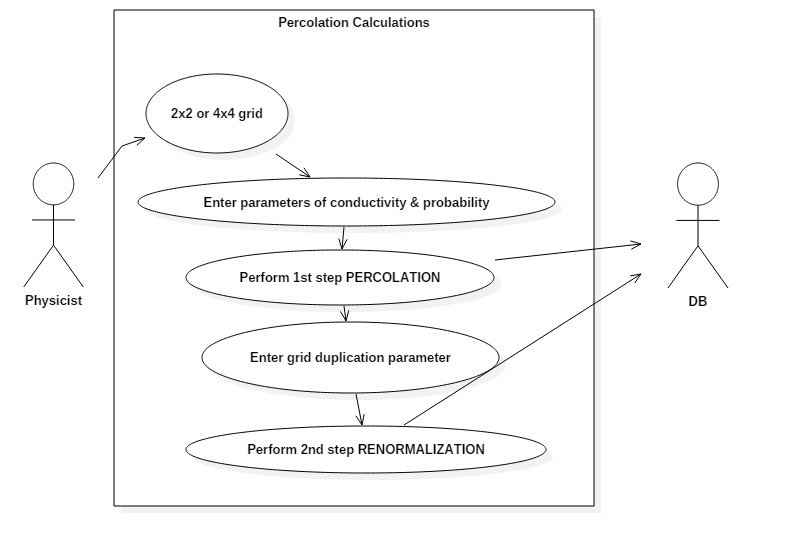 Percolation Calculations
2x2 or 4x4 grid
Enter parameters of conductivity & probability
Perform 1st step PERCOLATION
Physicist
DB
Enter grid duplication parameter
Perform 2nd step RENORMALIZATION